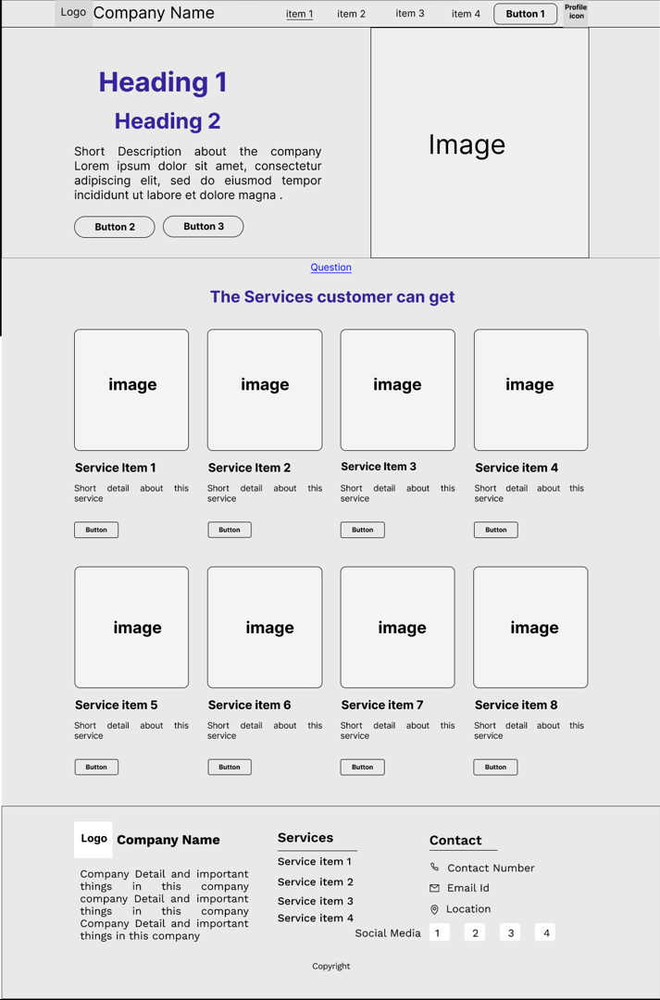 Logo Company Name item 1 item 2 item 3 item 4 Button 1 Profile icon
Heading 1
Heading 2
Short Description about the company
Lorem ipsum dolor sit amet, consectetur
adipiscing elit, sed do eiusmod tempor
incididunt ut labore et dolore magna .
Button 2 Button 3
Image
Question
The Services customer can get
image image image image
Service Item 1 Service Item 2 Service Item 3 Service item 4
Short detail about this
service
Short detail about this
service
Short detail about this
service
Short detail about this
service
Button Button Button Button
image image image image
Service item 5 Service item 6 Service item 7 Service item 8
Short detail about this
service
Short detail about this
service
Short detail about this
service
Short detail about this
service
Button Button Button Button
Logo Company Name
Company Detail and important
things in this company
company Detail and important
things in this company
Company Detail and important
things in this company
Services
Service item 1
Service item 2
Service item 3
Service item 4
Contact
Contact Number
Email Id
Location
Social Media 1 2 3 4
Copyright